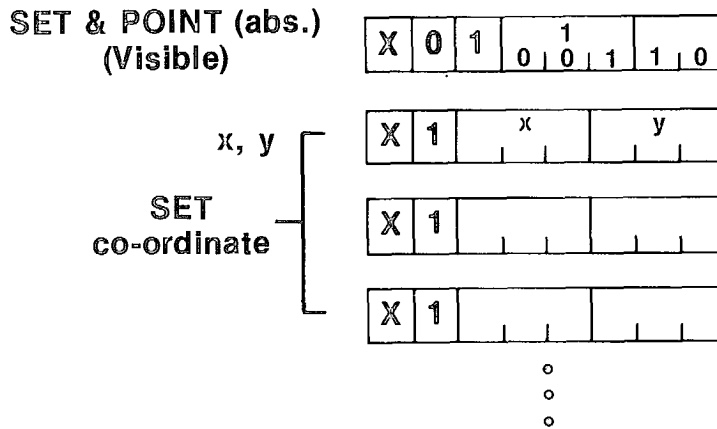 SET & POINT (abs.)
(Visible)
X 0 1 1
0 0 1 1 0
x, y
X 1 x y
SET
co-ordinate
X 1
X 1